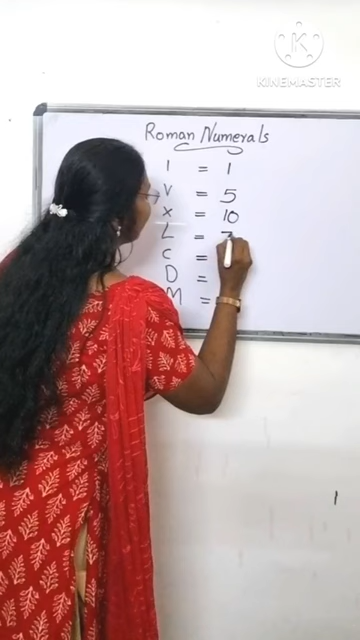 K
KINEMASTER
Roman Numerals
I = 1
V = 5
X = 10
L =
C =
D =
M =